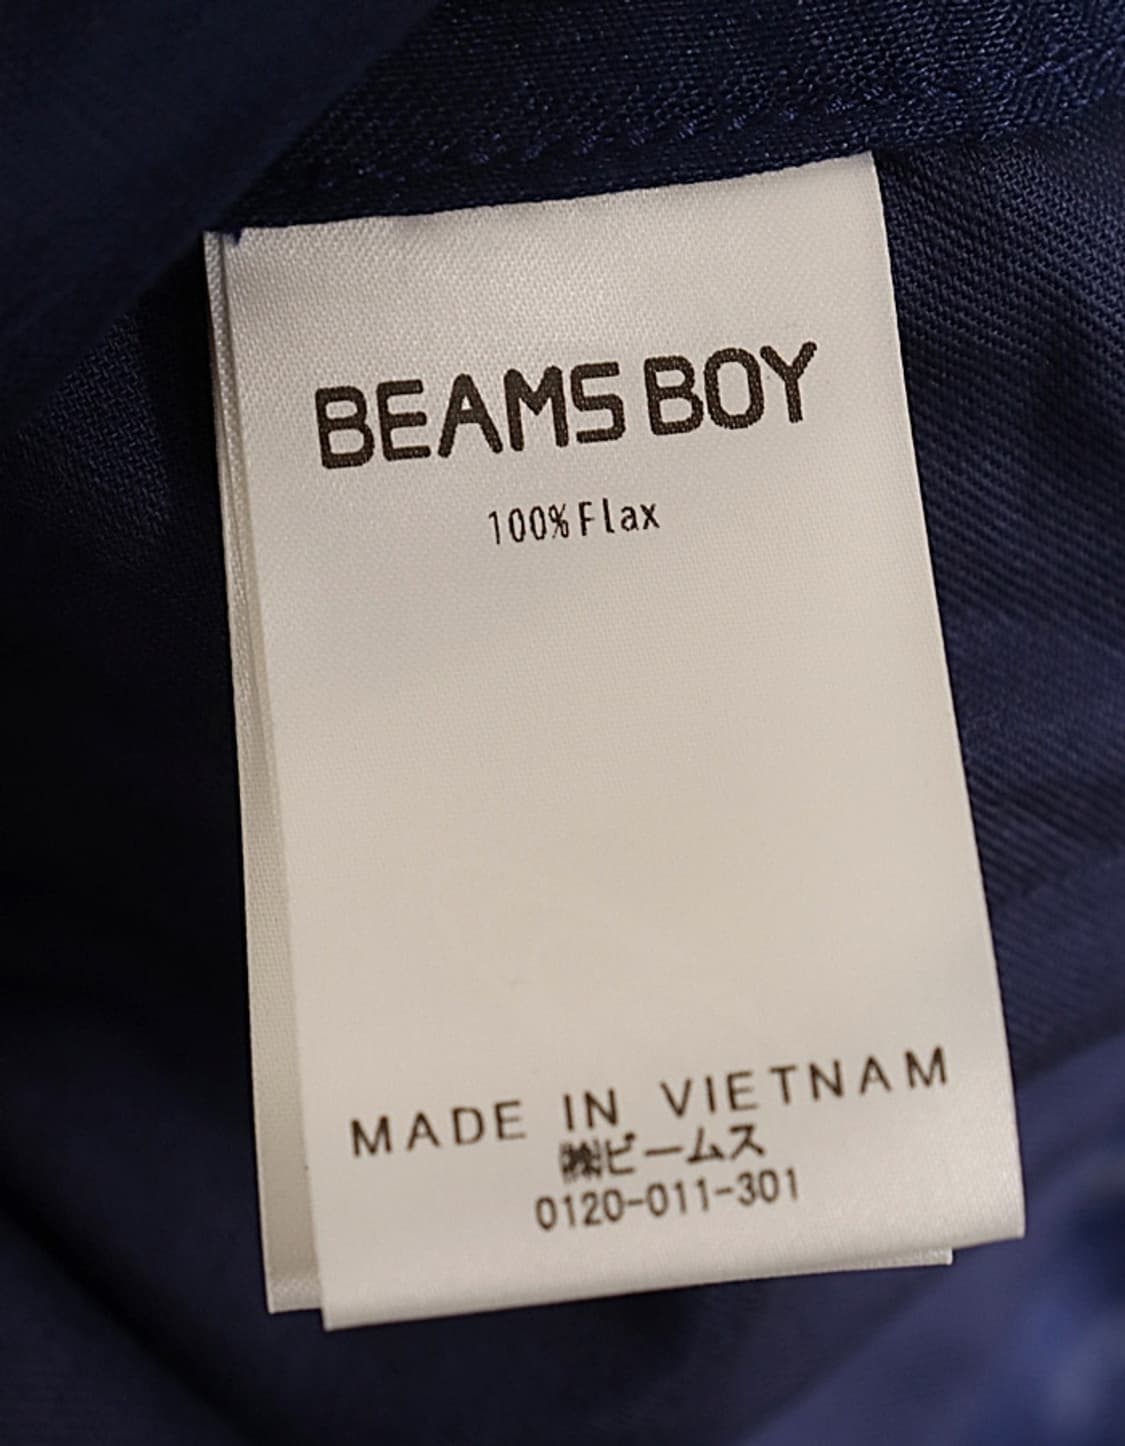 BEAMS BOY
100% Flax
MADE IN VIETNAM
㈱ビームス
0120-011-301